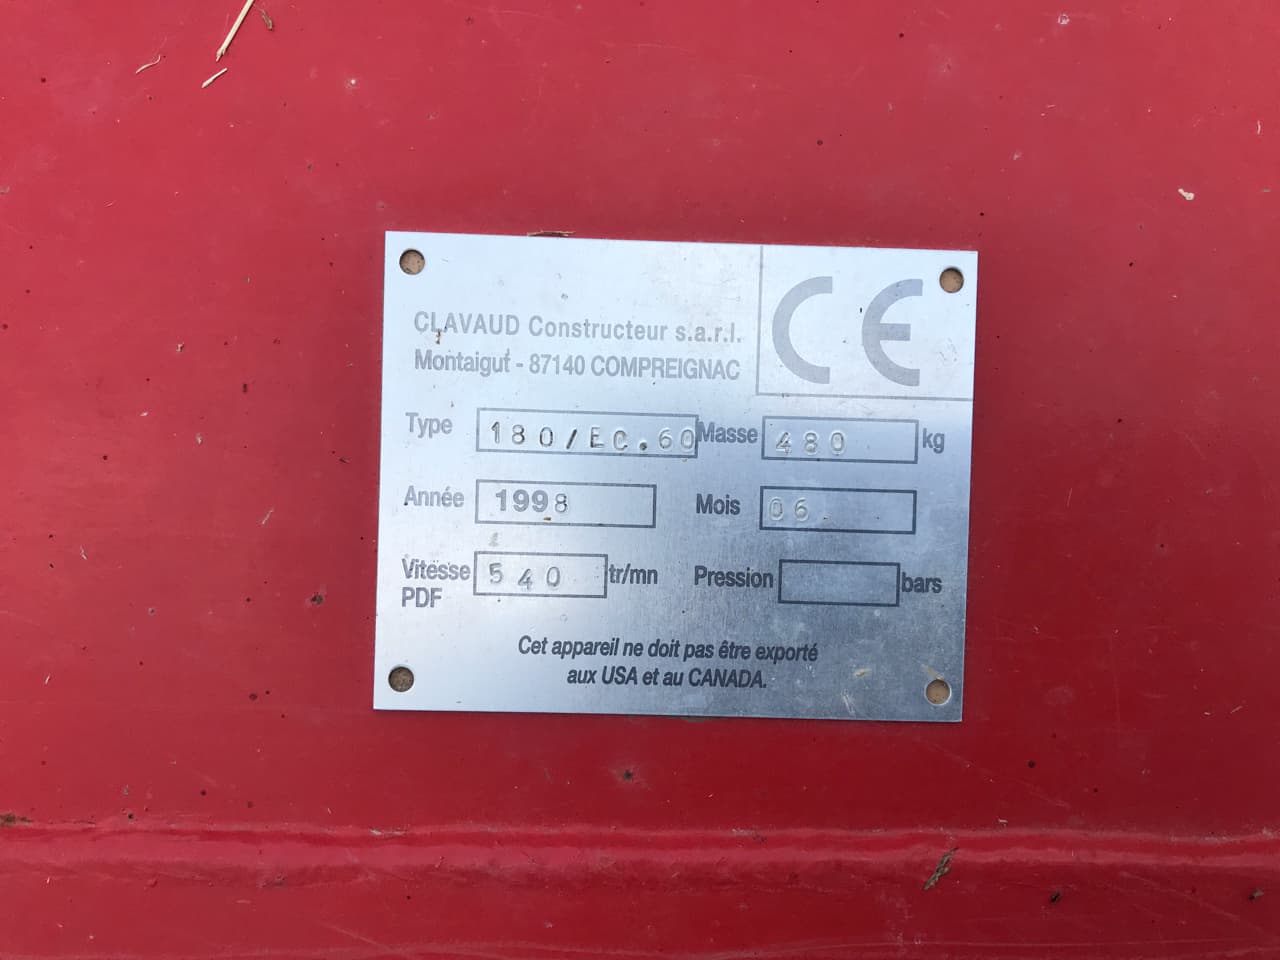 CLAVAUD Constructeur s.a.r.l.
Montaigut - 87140 COMPREIGNAC
CE
Type 180/EC.60 Masse 480 kg
Année 1998 Mois 06
Vitesse PDF 540 tr/mn Pression bars
Cet appareil ne doit pas être exporté
aux USA et au CANADA.